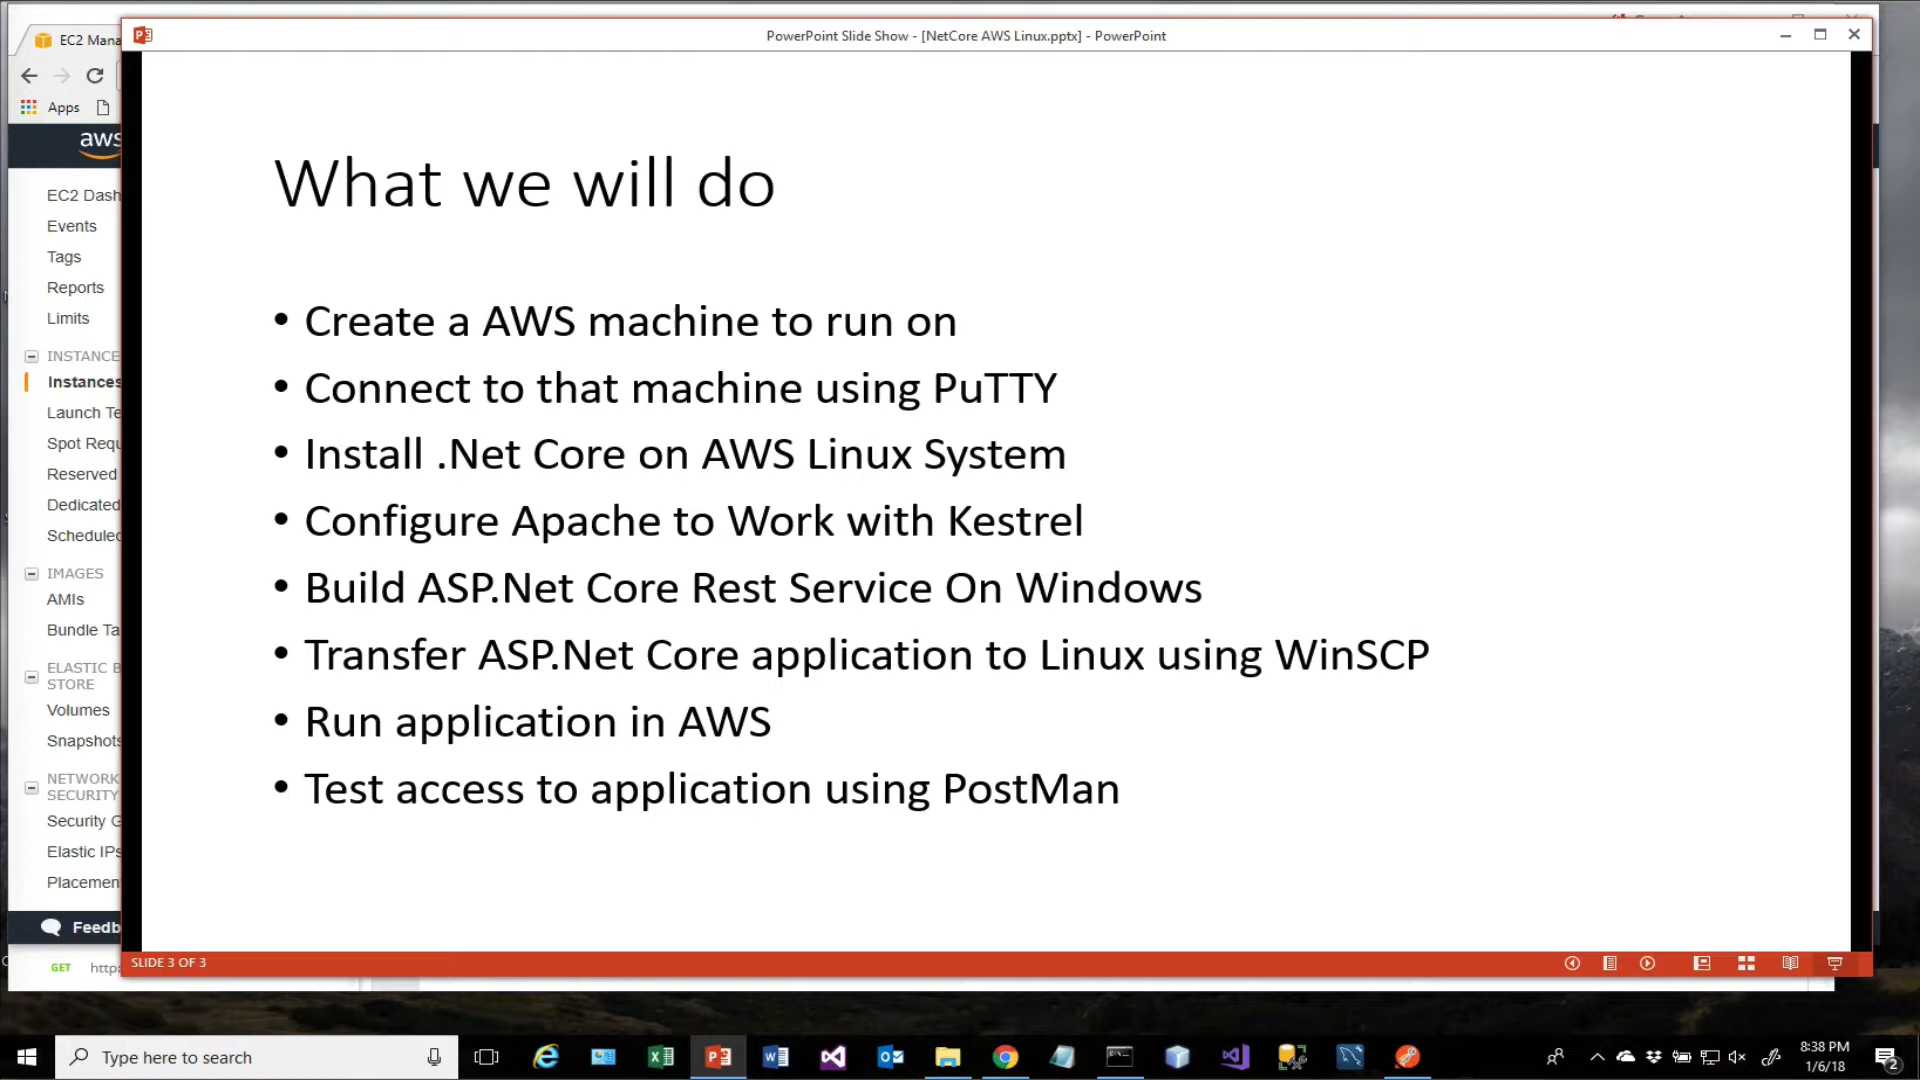 EC2 Mana
PowerPoint Slide Show - [NetCore AWS Linux.pptx] - PowerPoint
Apps
aws
EC2 Dash
Events
Tags
Reports
Limits
INSTANCE
Instances
Launch Te
Spot Requ
Reserved
Dedicated
Scheduled
IMAGES
AMIs
Bundle Ta
ELASTIC B
STORE
Volumes
Snapshots
NETWORK
SECURITY
Security G
Elastic IPs
Placemen
Feedb
GET http:
What we will do
• Create a AWS machine to run on
• Connect to that machine using PuTTY
• Install .Net Core on AWS Linux System
• Configure Apache to Work with Kestrel
• Build ASP.Net Core Rest Service On Windows
• Transfer ASP.Net Core application to Linux using WinSCP
• Run application in AWS
• Test access to application using PostMan
SLIDE 3 OF 3
Type here to search
8:38 PM
1/6/18
2